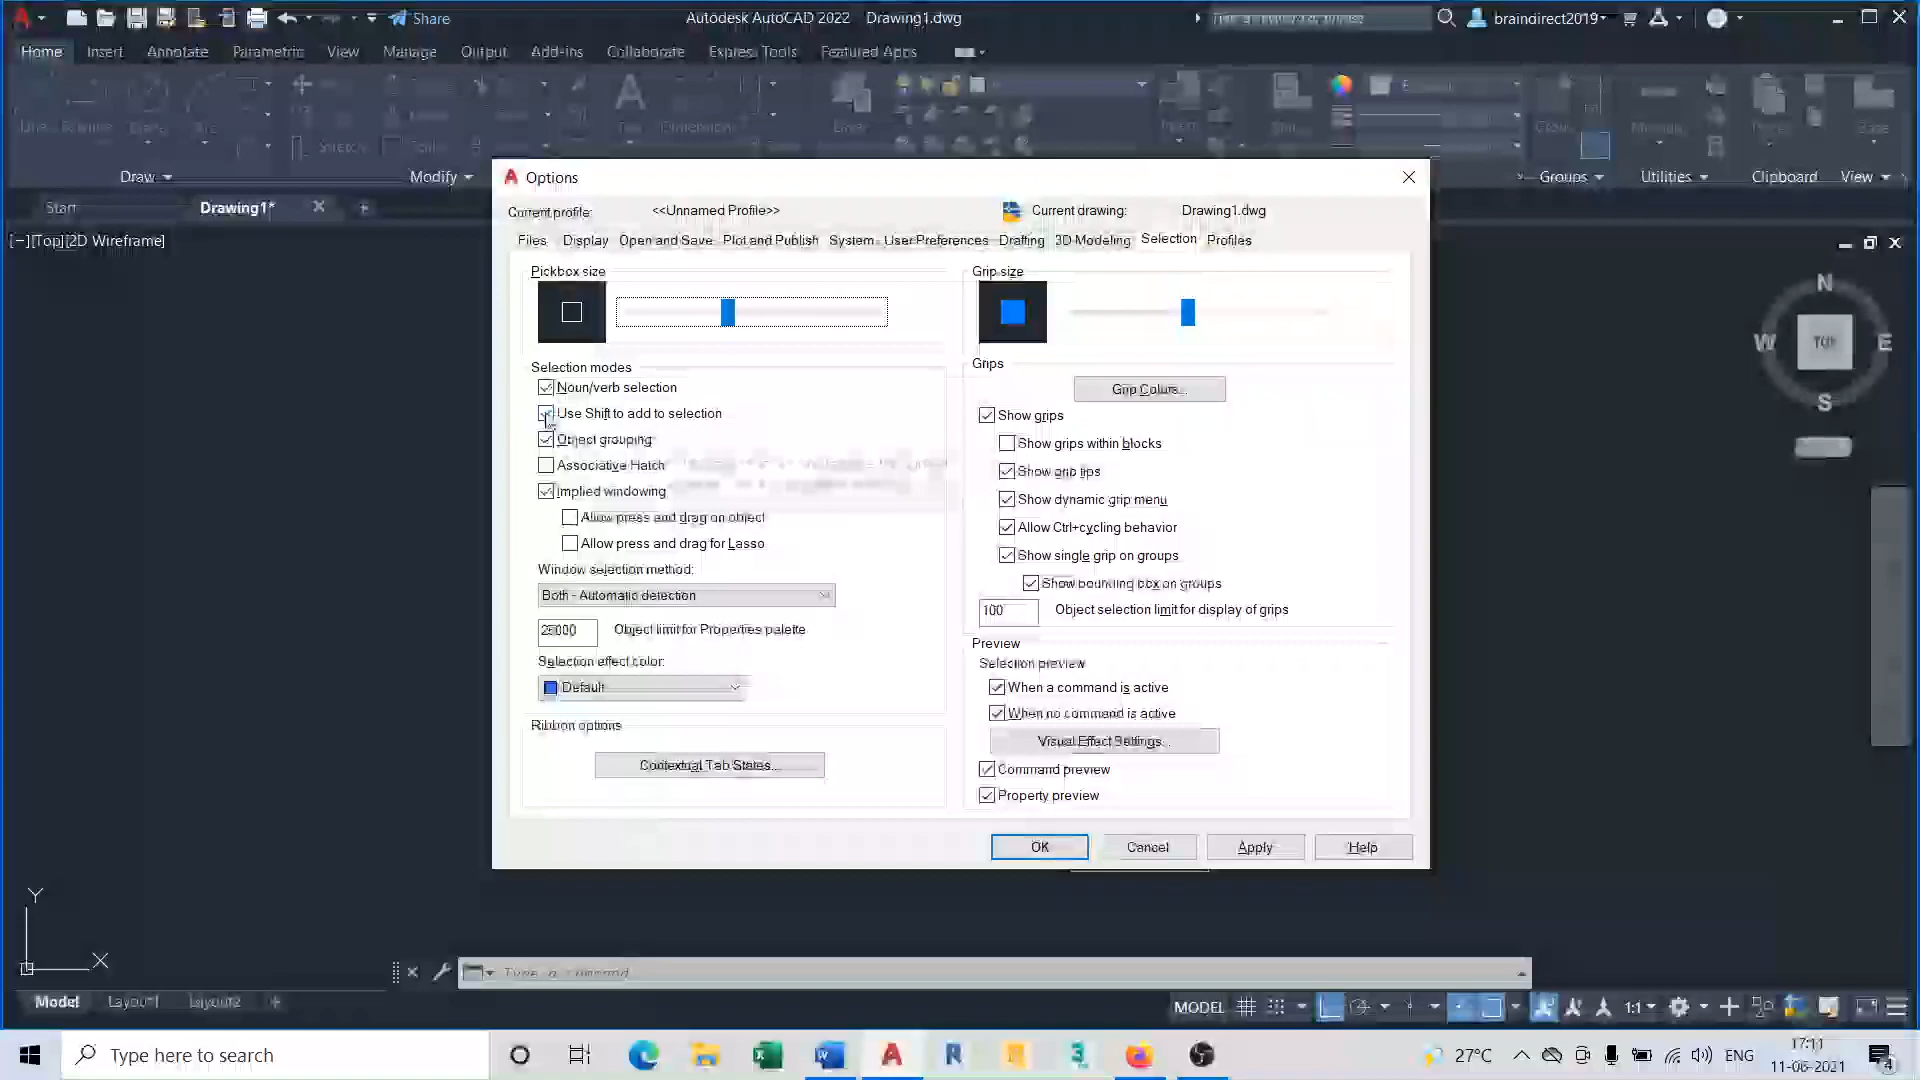 Share
Autodesk AutoCAD 2022 Drawing1.dwg
braindirect2019
Home Insert Annotate Parametric View Manage Output Add-ins Collaborate Express Tools Featured Apps
Stretch
Draw Modify Groups Utilities Clipboard View
Start Drawing1*
[−][Top][2D Wireframe]
Options
Current profile: <<Unnamed Profile>> Current drawing: Drawing1.dwg
Files Display Open and Save Plot and Publish System User Preferences Drafting 3D Modeling Selection Profiles
Pickbox size
Selection modes
Noun/verb selection
Use Shift to add to selection
Object grouping
Associative Hatch
Implied windowing
Allow press and drag on object
Allow press and drag for Lasso
Window selection method:
Both - Automatic detection
25000 Object limit for Properties palette
Selection effect color:
Default
Ribbon options
Contextual Tab States...
Grip size
Grips
Grip Colors...
Show grips
Show grips within blocks
Show grip tips
Show dynamic grip menu
Allow Ctrl+cycling behavior
Show single grip on groups
Show bounding box on groups
100 Object selection limit for display of grips
Preview
Selection preview
When a command is active
When no command is active
Visual Effect Settings...
Command preview
Property preview
OK Cancel Apply Help
N
W TOP E
S
Y
X
Type a command
Model Layout1 Layout2
MODEL 1:1
Type here to search
27°C ENG
17:11
11-06-2021